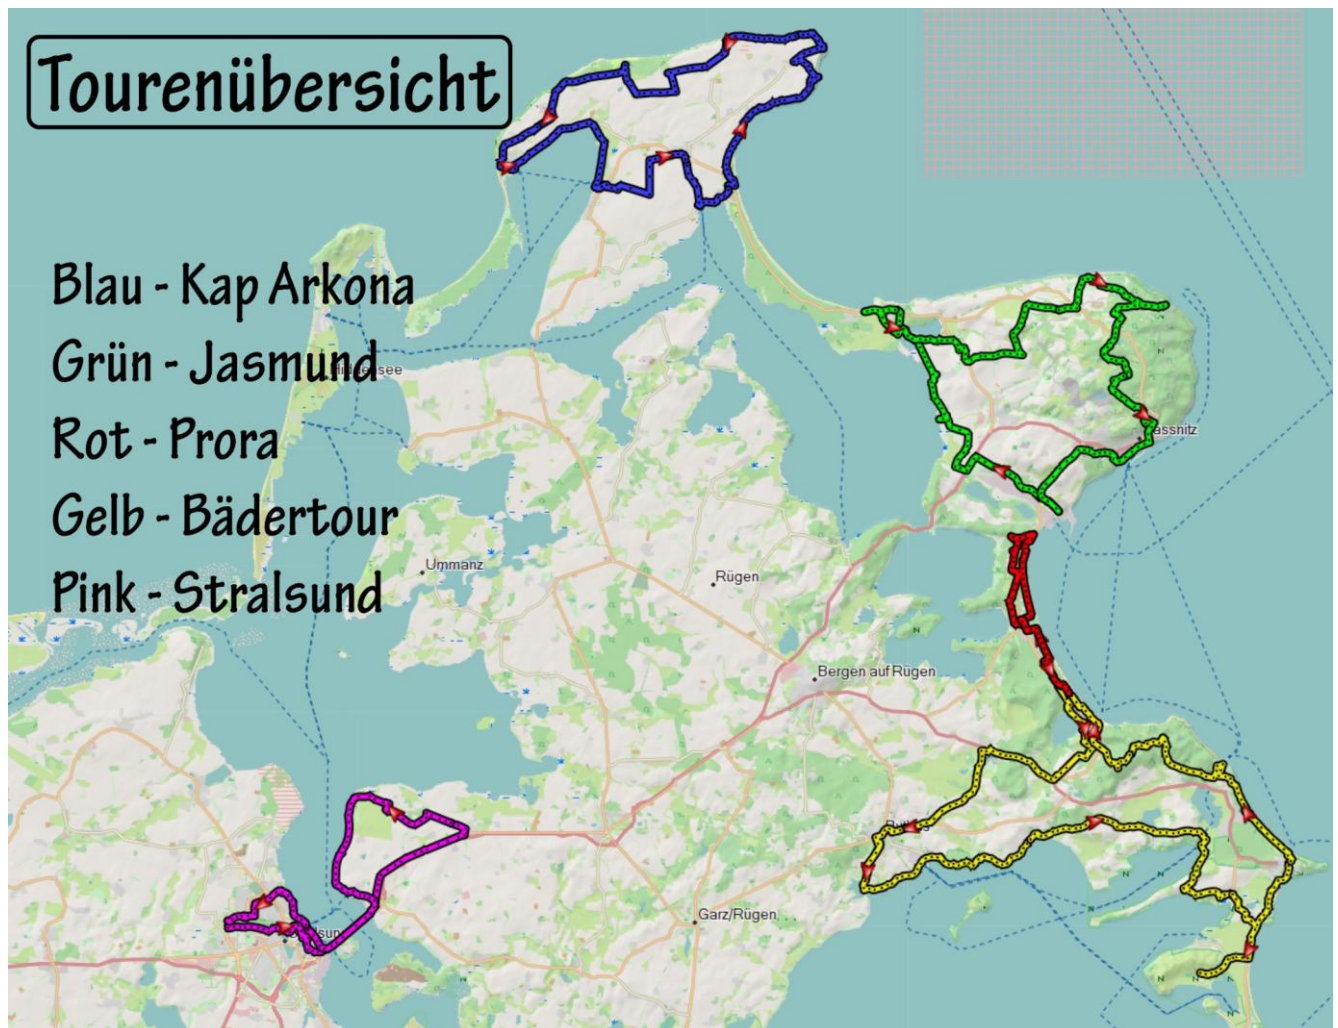 Tourenübersicht
Blau - Kap Arkona
Grün - Jasmund
Rot - Prora
Gelb - Bädertour
Pink - Stralsund
Ummanz
Rügen
Bergen auf Rügen
Garz/Rügen